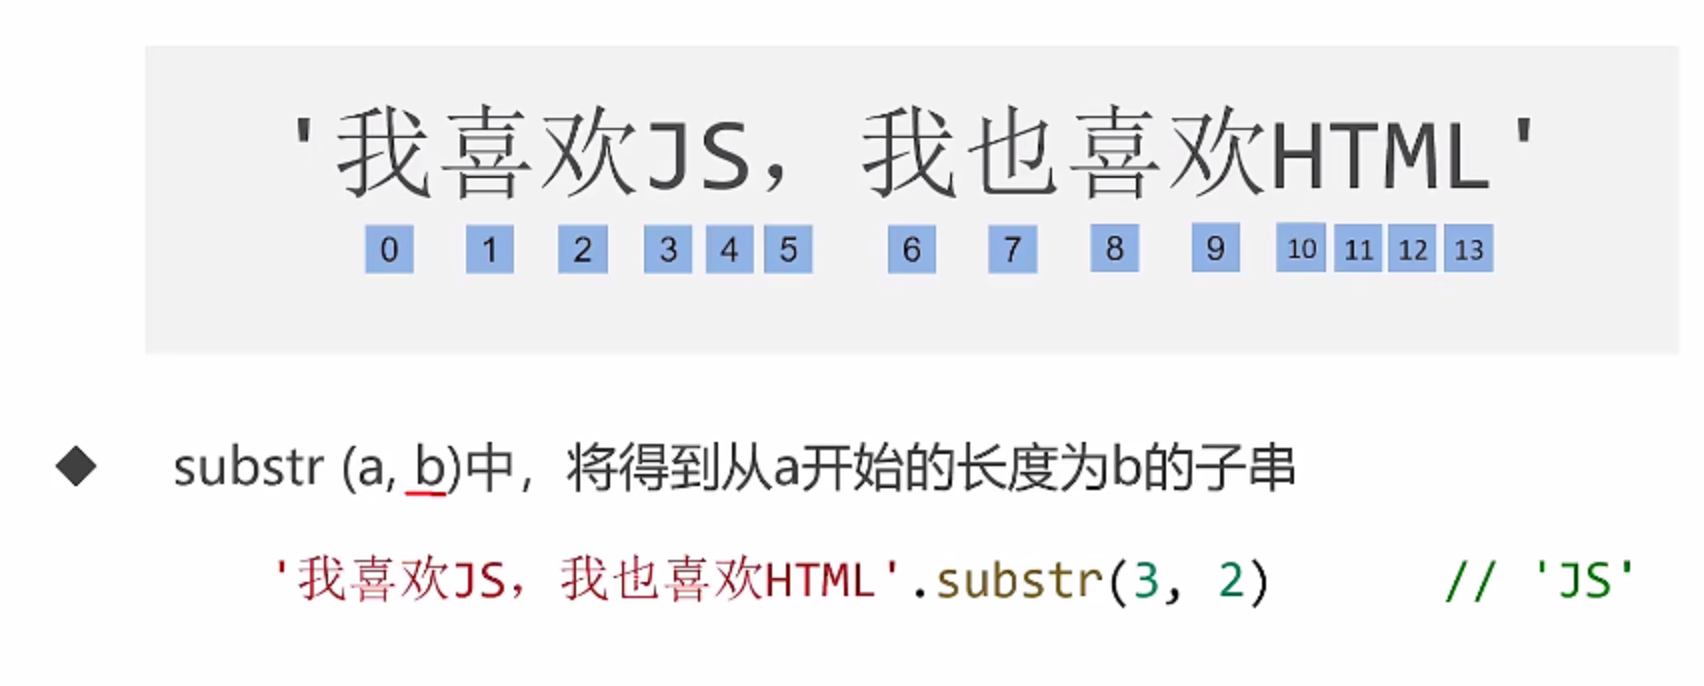 '我喜欢JS，我也喜欢HTML'
0 1 2 3 4 5 6 7 8 9 10 11 12 13
◆ substr (a, b)中，将得到从a开始的长度为b的子串
'我喜欢JS，我也喜欢HTML'.substr(3, 2) // 'JS'